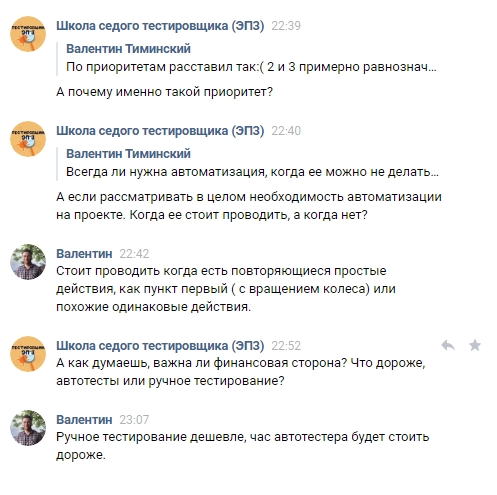 Школа седого тестировщика (ЭПЗ) 22:39
Валентин Тиминский
По приоритетам расставил так:( 2 и 3 примерно равнознач...
А почему именно такой приоритет?
Школа седого тестировщика (ЭПЗ) 22:40
Валентин Тиминский
Всегда ли нужна автоматизация, когда ее можно не делать...
А если рассматривать в целом необходимость автоматизации
на проекте. Когда ее стоит проводить, а когда нет?
Валентин 22:42
Стоит проводить когда есть повторяющиеся простые
действия, как пункт первый ( с вращением колеса) или
похожие одинаковые действия.
Школа седого тестировщика (ЭПЗ) 22:52
А как думаешь, важна ли финансовая сторона? Что дороже,
автотесты или ручное тестирование?
Валентин 23:07
Ручное тестирование дешевле, час автотестера будет стоить
дороже.